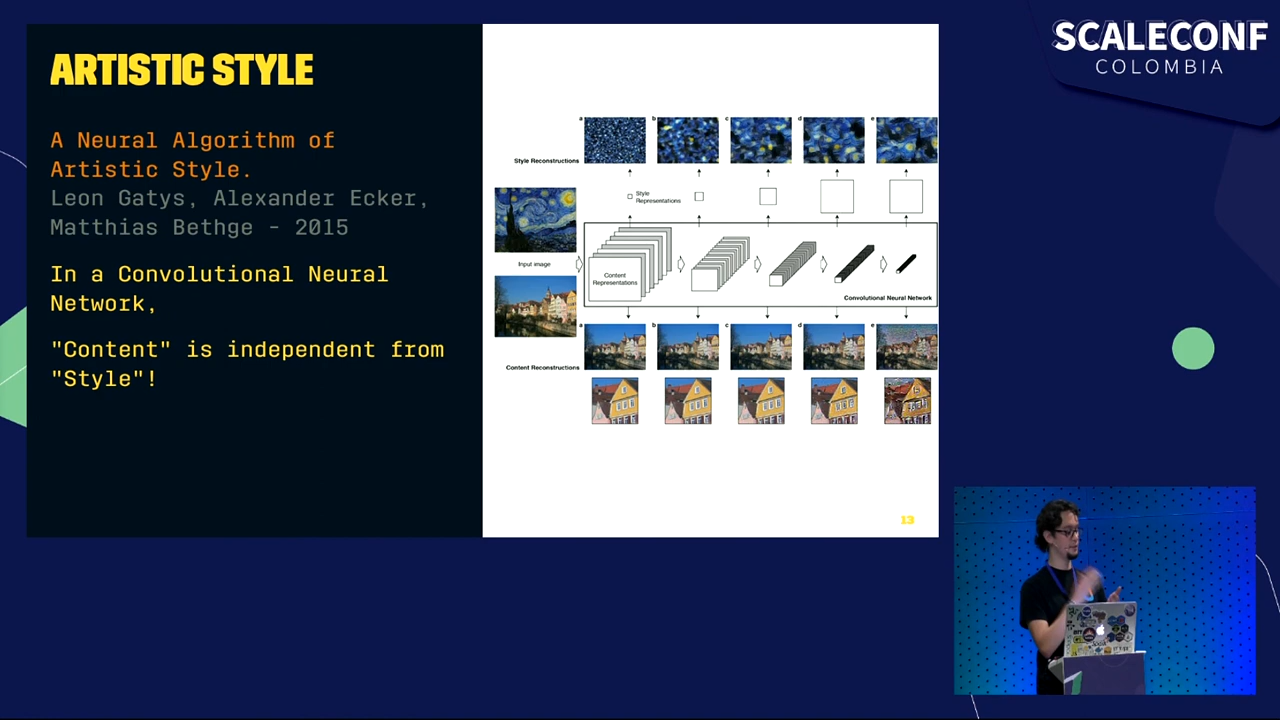 SCALECONF
COLOMBIA
ARTISTIC STYLE
A Neural Algorithm of
Artistic Style.
Leon Gatys, Alexander Ecker,
Matthias Bethge - 2015
In a Convolutional Neural
Network,
"Content" is independent from
"Style"!
a b c d e
Style Reconstructions
Style
Representations
Input image
Content
Representations
Convolutional Neural Network
a b c d e
Content Reconstructions
13